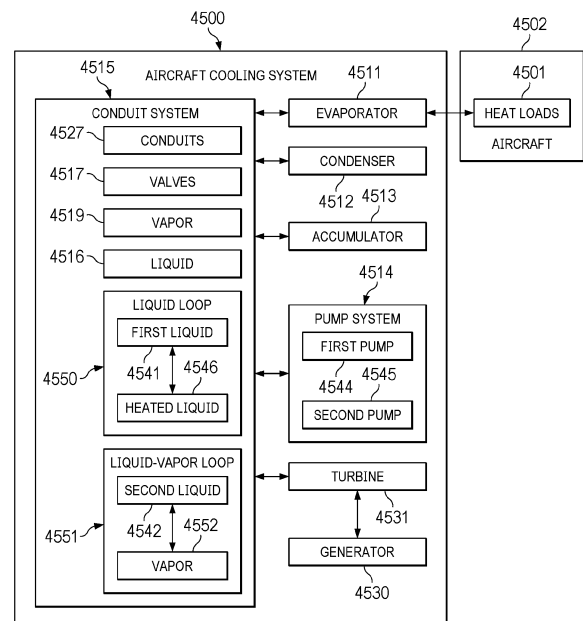 4500
4502
4515
AIRCRAFT COOLING SYSTEM
4511
4501
CONDUIT SYSTEM
EVAPORATOR
HEAT LOADS
4527
CONDUITS
AIRCRAFT
CONDENSER
4517
VALVES
4512
4513
4519
VAPOR
ACCUMULATOR
4516
LIQUID
4514
LIQUID LOOP
PUMP SYSTEM
FIRST LIQUID
FIRST PUMP
4541
4546
4544
4545
4550
HEATED LIQUID
SECOND PUMP
LIQUID-VAPOR LOOP
TURBINE
SECOND LIQUID
4531
4542
4552
4551
VAPOR
GENERATOR
4530